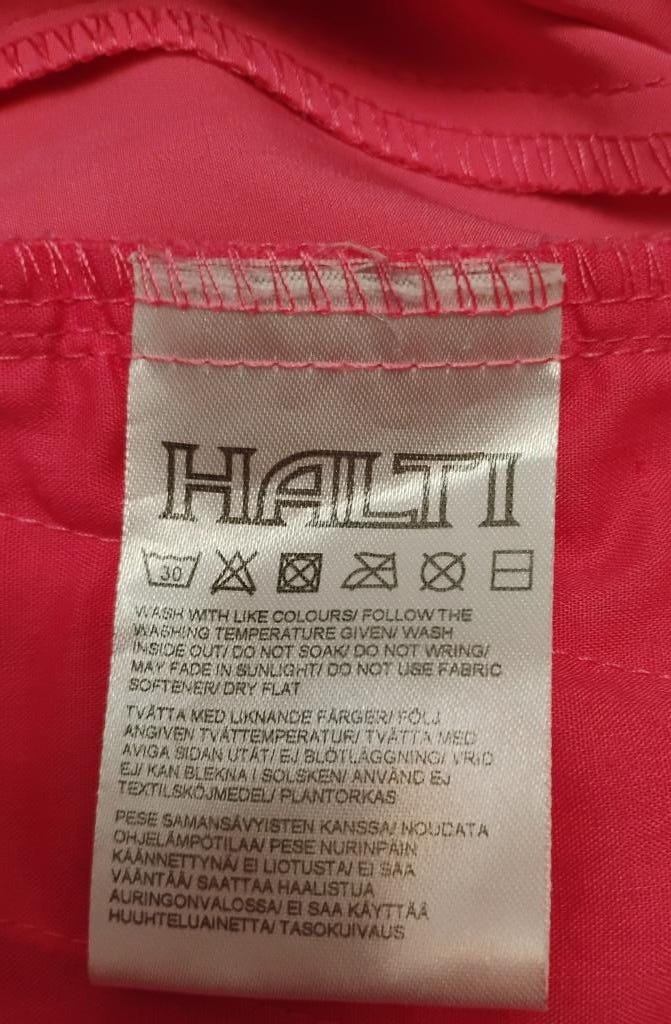 HALTI
30
WASH WITH LIKE COLOURS/ FOLLOW THE
WASHING TEMPERATURE GIVEN/ WASH
INSIDE OUT/ DO NOT SOAK/ DO NOT WRING/
MAY FADE IN SUNLIGHT/ DO NOT USE FABRIC
SOFTENER/ DRY FLAT
TVÄTTA MED LIKNANDE FÄRGER/ FÖLJ
ANGIVEN TVÄTTEMPERATUR/ TVÄTTA MED
AVIGA SIDAN UTÅT/ EJ BLÖTLÄGGNING/ VRID
EJ/ KAN BLEKNA I SOLSKEN/ ANVÄND EJ
TEXTILSKÖJMEDEL/ PLANTORKAS
PESE SAMANSÄVYISTEN KANSSA/ NOUDATA
OHJELÄMPÖTILAA/ PESE NURINPÄIN
KÄÄNNETTYNÄ/ EI LIOTUSTA/ EI SAA
VÄÄNTÄÄ/ SAATTAA HAALISTUA
AURINGONVALOSSA/ EI SAA KÄYTTÄÄ
HUUHTELUAINETTA/ TASOKUIVAUS